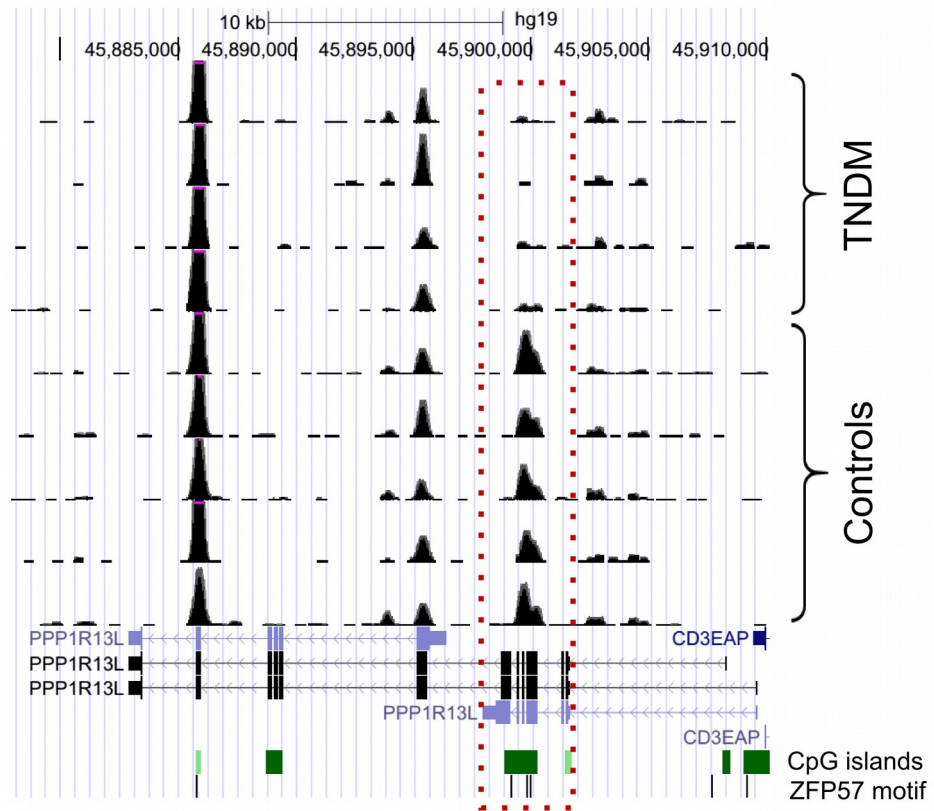 10 kb hg19
45,885,000 45,890,000 45,895,000 45,900,000 45,905,000 45,910,000
TNDM
Controls
PPP1R13L CD3EAP
PPP1R13L
PPP1R13L
PPP1R13L
CD3EAP
CpG islands
ZFP57 motif